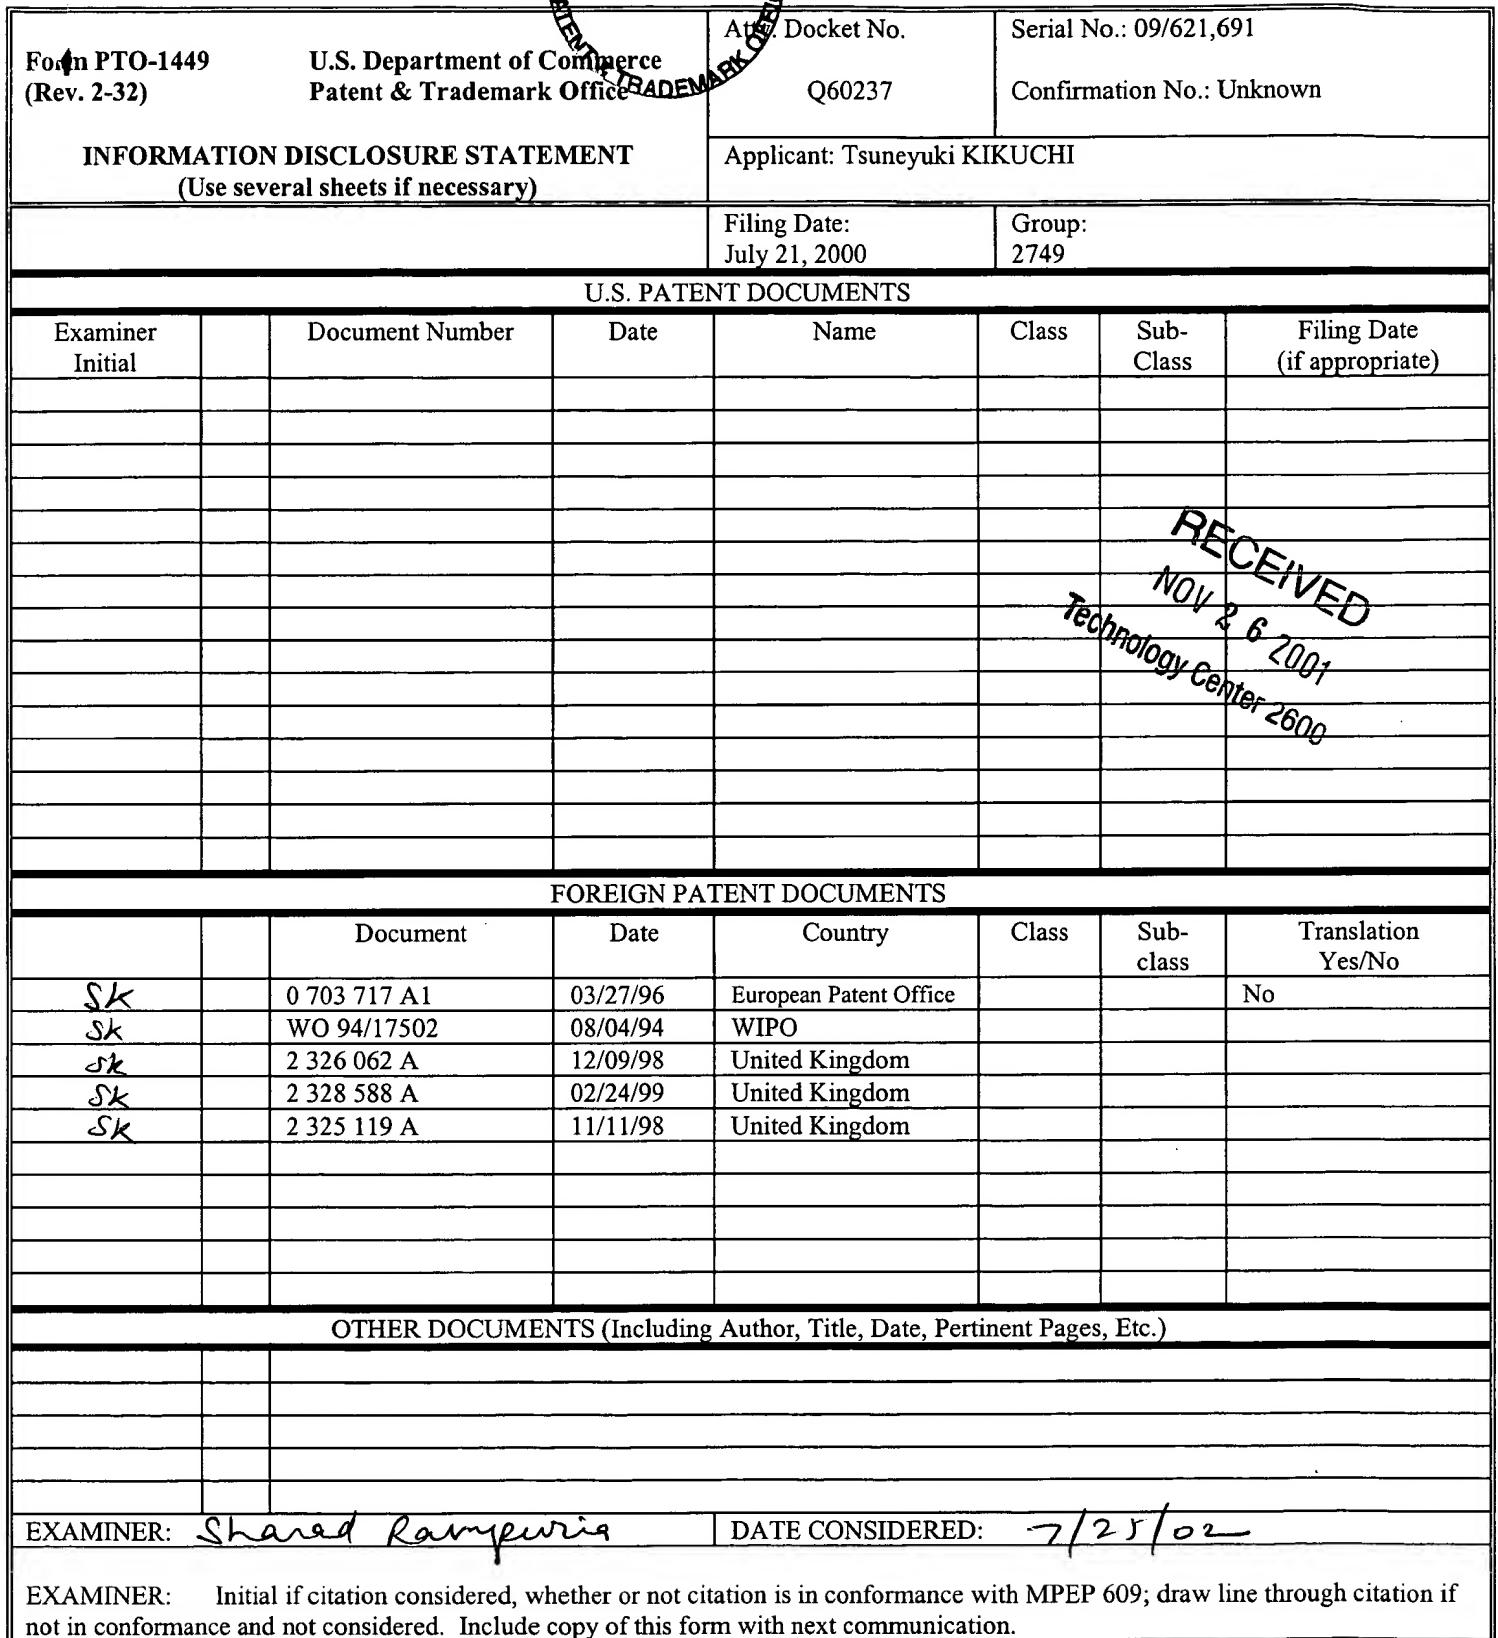 Form PTO-1449
(Rev. 2-32)
U.S. Department of Commerce
Patent & Trademark Office
TRADEMARK
Atty. Docket No.
Q60237
Serial No.: 09/621,691
Confirmation No.: Unknown
INFORMATION DISCLOSURE STATEMENT
(Use several sheets if necessary)
Applicant: Tsuneyuki KIKUCHI
Filing Date:
July 21, 2000
Group:
2749
U.S. PATENT DOCUMENTS
Examiner Initial Document Number Date Name Class Sub-Class Filing Date (if appropriate)
RECEIVED
NOV 26 2001
Technology Center 2600
FOREIGN PATENT DOCUMENTS
Document Date Country Class Sub-class Translation Yes/No
SK 0 703 717 A1 03/27/96 European Patent Office No
SK WO 94/17502 08/04/94 WIPO
SK 2 326 062 A 12/09/98 United Kingdom
SK 2 328 588 A 02/24/99 United Kingdom
SK 2 325 119 A 11/11/98 United Kingdom
OTHER DOCUMENTS (Including Author, Title, Date, Pertinent Pages, Etc.)
EXAMINER: Sharad Rampuria DATE CONSIDERED: 7/25/02
EXAMINER: Initial if citation considered, whether or not citation is in conformance with MPEP 609; draw line through citation if
not in conformance and not considered. Include copy of this form with next communication.